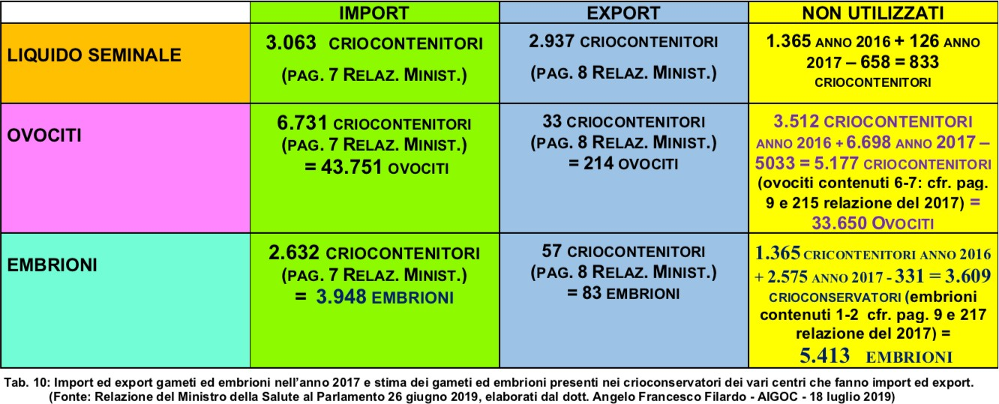 IMPORT EXPORT NON UTILIZZATI
LIQUIDO SEMINALE
3.063 CRIOCONTENITORI
(PAG. 7 RELAZ. MINIST.)
2.937 CRIOCONTENITORI
(PAG. 8 RELAZ. MINIST.)
1.365 ANNO 2016 + 126 ANNO
2017 – 658 = 833
CRIOCONTENITORI
OVOCITI
6.731 CRIOCONTENITORI
(PAG. 7 RELAZ. MINIST.)
= 43.751 OVOCITI
33 CRIOCONTENITORI
(PAG. 8 RELAZ. MINIST.)
= 214 OVOCITI
3.512 CRIOCONTENITORI
ANNO 2016 + 6.698 ANNO 2017 –
5033 = 5.177 CRIOCONTENITORI
(ovociti contenuti 6-7: cfr. pag.
9 e 215 relazione del 2017) =
33.650 OVOCITI
EMBRIONI
2.632 CRIOCONTENITORI
(PAG. 7 RELAZ. MINIST.)
= 3.948 EMBRIONI
57 CRIOCONTENITORI
(PAG. 8 RELAZ. MINIST.)
= 83 EMBRIONI
1.365 CRICONTENITORI ANNO 2016
+ 2.575 ANNO 2017 - 331 = 3.609
CRIOCONSERVATORI (embrioni
contenuti 1-2 cfr. pag. 9 e 217
relazione del 2017) =
5.413 EMBRIONI
Tab. 10: Import ed export gameti ed embrioni nell'anno 2017 e stima dei gameti ed embrioni presenti nei crioconservatori dei vari centri che fanno import ed export.
(Fonte: Relazione del Ministro della Salute al Parlamento 26 giugno 2019, elaborati dal dott. Angelo Francesco Filardo - AIGOC - 18 luglio 2019)